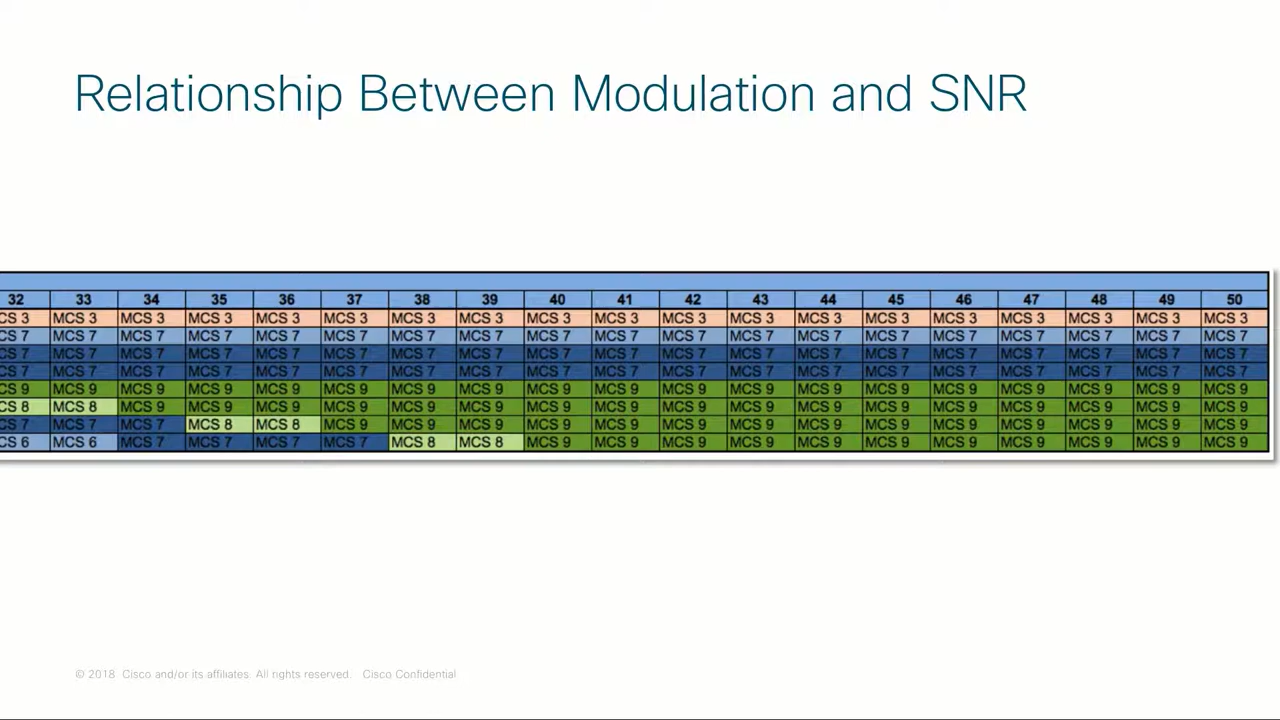 Relationship Between Modulation and SNR
32 33 34 35 36 37 38 39 40 41 42 43 44 45 46 47 48 49 50
CS 3 MCS 3 MCS 3 MCS 3 MCS 3 MCS 3 MCS 3 MCS 3 MCS 3 MCS 3 MCS 3 MCS 3 MCS 3 MCS 3 MCS 3 MCS 3 MCS 3 MCS 3 MCS 3
CS 7 MCS 7 MCS 7 MCS 7 MCS 7 MCS 7 MCS 7 MCS 7 MCS 7 MCS 7 MCS 7 MCS 7 MCS 7 MCS 7 MCS 7 MCS 7 MCS 7 MCS 7 MCS 7
CS 7 MCS 7 MCS 7 MCS 7 MCS 7 MCS 7 MCS 7 MCS 7 MCS 7 MCS 7 MCS 7 MCS 7 MCS 7 MCS 7 MCS 7 MCS 7 MCS 7 MCS 7 MCS 7
CS 7 MCS 7 MCS 7 MCS 7 MCS 7 MCS 7 MCS 7 MCS 7 MCS 7 MCS 7 MCS 7 MCS 7 MCS 7 MCS 7 MCS 7 MCS 7 MCS 7 MCS 7 MCS 7
CS 9 MCS 9 MCS 9 MCS 9 MCS 9 MCS 9 MCS 9 MCS 9 MCS 9 MCS 9 MCS 9 MCS 9 MCS 9 MCS 9 MCS 9 MCS 9 MCS 9 MCS 9 MCS 9
CS 8 MCS 8 MCS 9 MCS 9 MCS 9 MCS 9 MCS 9 MCS 9 MCS 9 MCS 9 MCS 9 MCS 9 MCS 9 MCS 9 MCS 9 MCS 9 MCS 9 MCS 9 MCS 9
CS 7 MCS 7 MCS 7 MCS 8 MCS 8 MCS 9 MCS 9 MCS 9 MCS 9 MCS 9 MCS 9 MCS 9 MCS 9 MCS 9 MCS 9 MCS 9 MCS 9 MCS 9 MCS 9
CS 6 MCS 6 MCS 7 MCS 7 MCS 7 MCS 7 MCS 8 MCS 8 MCS 9 MCS 9 MCS 9 MCS 9 MCS 9 MCS 9 MCS 9 MCS 9 MCS 9 MCS 9 MCS 9
© 2018 Cisco and/or its affiliates. All rights reserved. Cisco Confidential